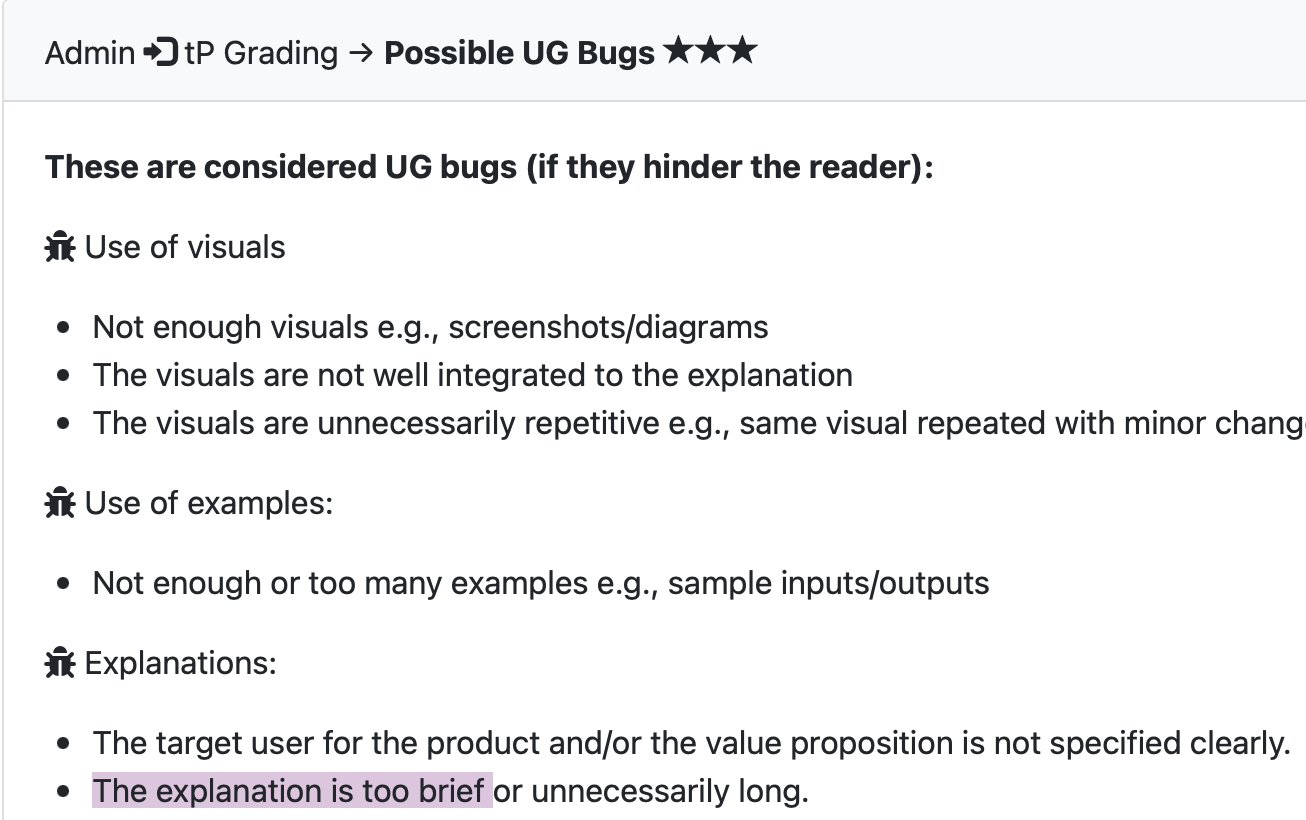 Admin tP Grading → Possible UG Bugs ★★★
These are considered UG bugs (if they hinder the reader):
Use of visuals
• Not enough visuals e.g., screenshots/diagrams
• The visuals are not well integrated to the explanation
• The visuals are unnecessarily repetitive e.g., same visual repeated with minor
Use of examples:
• Not enough or too many examples e.g., sample inputs/outputs
Explanations:
• The target user for the product and/or the value proposition is not specified clearly.
• The explanation is too brief or unnecessarily long.